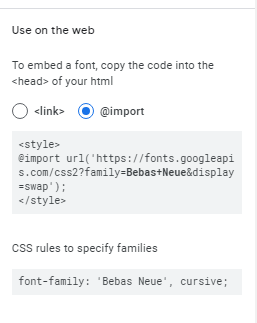 Use on the web
To embed a font, copy the code into the
<head> of your html
<link>
@import
<style>
@import url('https://fonts.googleapi
s.com/css2?family=Bebas+Neue&display
=swap');
</style>
CSS rules to specify families
font-family: 'Bebas Neue', cursive;